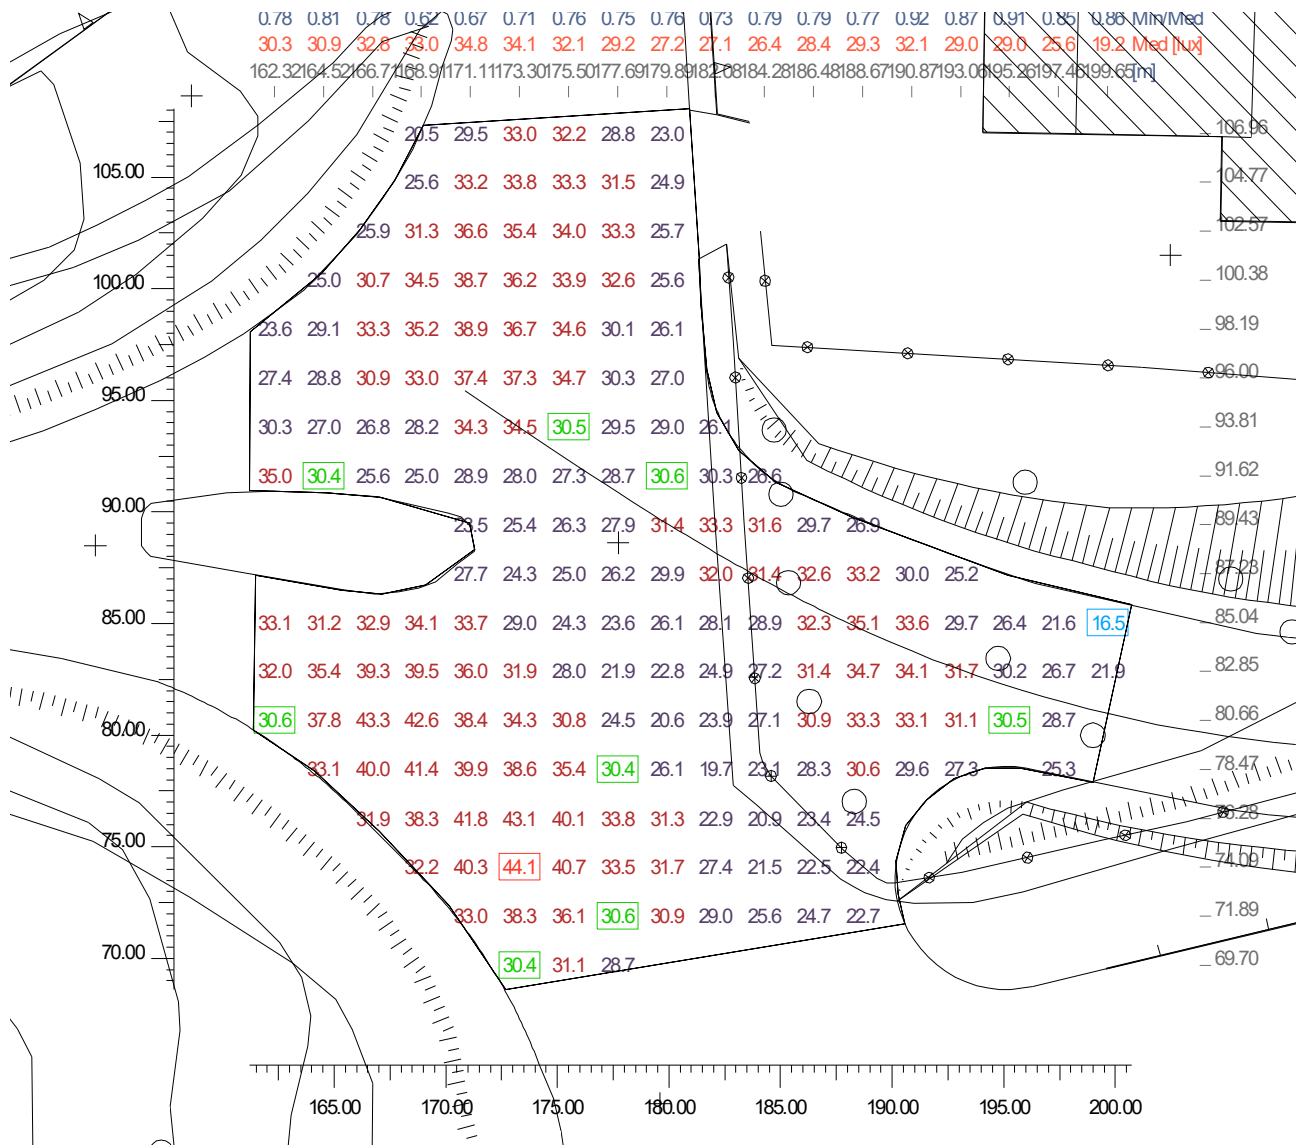 0.78 0.81 0.78 0.62 0.67 0.71 0.76 0.75 0.76 0.73 0.79 0.79 0.77 0.92 0.87 0.91 0.85 0.86 Min/Med
30.3 30.9 32.8 33.0 34.8 34.1 32.1 29.2 27.2 27.1 26.4 28.4 29.3 32.1 29.0 29.0 25.6 19.2 Med [lux]
162.32 164.52 166.71 168.91 171.11 173.30 175.50 177.69 179.89 182.08 184.28 186.48 188.67 190.87 193.06 195.26 197.46 199.65 [m]
20.5 29.5 33.0 32.2 28.8 23.0 106.96
105.00 25.6 33.2 33.8 33.3 31.5 24.9 104.77
25.9 31.3 36.6 35.4 34.0 33.3 25.7 102.57
100.00 25.0 30.7 34.5 38.7 36.2 33.9 32.6 25.6 100.38
23.6 29.1 33.3 35.2 38.9 36.7 34.6 30.1 26.1 98.19
95.00 27.4 28.8 30.9 33.0 37.4 37.3 34.7 30.3 27.0 96.00
30.3 27.0 26.8 28.2 34.3 34.5 30.5 29.5 29.0 26.1 93.81
35.0 30.4 25.6 25.0 28.9 28.0 27.3 28.7 30.6 30.3 26.6 91.62
90.00 23.5 25.4 26.3 27.9 31.4 33.3 31.6 29.7 26.9 89.43
27.7 24.3 25.0 26.2 29.9 32.0 31.4 32.6 33.2 30.0 25.2 87.23
85.00 33.1 31.2 32.9 34.1 33.7 29.0 24.3 23.6 26.1 28.1 28.9 32.3 35.1 33.6 29.7 26.4 21.6 16.5 85.04
32.0 35.4 39.3 39.5 36.0 31.9 28.0 21.9 22.8 24.9 27.2 31.4 34.7 34.1 31.7 30.2 26.7 21.9 82.85
80.00 30.6 37.8 43.3 42.6 38.4 34.3 30.8 24.5 20.6 23.9 27.1 30.9 33.3 33.1 31.1 30.5 28.7 80.66
33.1 40.0 41.4 39.9 38.6 35.4 30.4 26.1 19.7 23.1 28.3 30.6 29.6 27.3 25.3 78.47
31.9 38.3 41.8 43.1 40.1 33.8 31.3 22.9 20.9 23.4 24.5 76.28
75.00 32.2 40.3 44.1 40.7 33.5 31.7 27.4 21.5 22.5 22.4 74.09
33.0 38.3 36.1 30.6 30.9 29.0 25.6 24.7 22.7 71.89
70.00 30.4 31.1 28.7 69.70
165.00 170.00 175.00 180.00 185.00 190.00 195.00 200.00